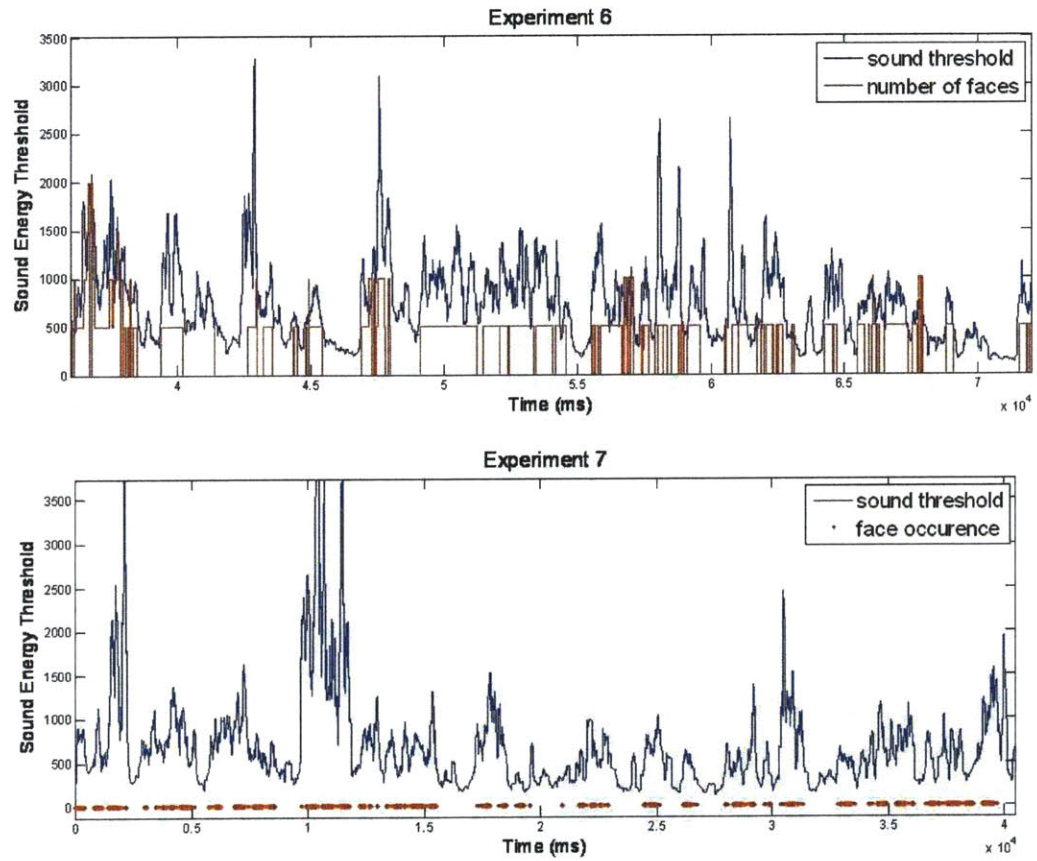 Experiment 6
3500
3000
2500
2000
1500
1000
500
0
Sound Energy Threshold
sound threshold
number of faces
4 4.5 5 5.5 6 6.5 7
x 10^4
Time (ms)
Experiment 7
3500
3000
2500
2000
1500
1000
500
0
Sound Energy Threshold
sound threshold
face occurence
0 0.5 1 1.5 2 2.5 3 3.5 4
x 10^4
Time (ms)